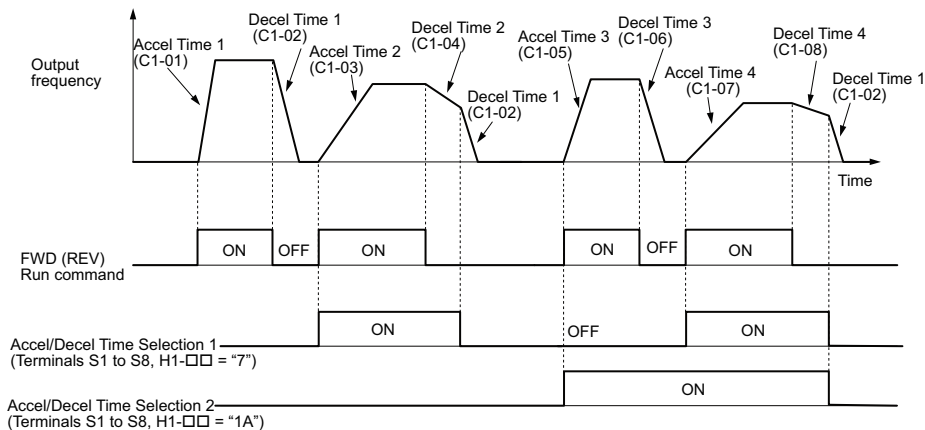 Output
frequency
Accel Time 1
(C1-01)
Decel Time 1
(C1-02)
Accel Time 2
(C1-03)
Decel Time 2
(C1-04)
Decel Time 1
(C1-02)
Accel Time 3
(C1-05)
Decel Time 3
(C1-06)
Accel Time 4
(C1-07)
Decel Time 4
(C1-08)
Decel Time 1
(C1-02)
Time
FWD (REV)
Run command
ON
OFF
ON
ON
OFF
ON
Accel/Decel Time Selection 1
(Terminals S1 to S8, H1-□□ = “7”)
ON
OFF
ON
Accel/Decel Time Selection 2
(Terminals S1 to S8, H1-□□ = “1A”)
ON